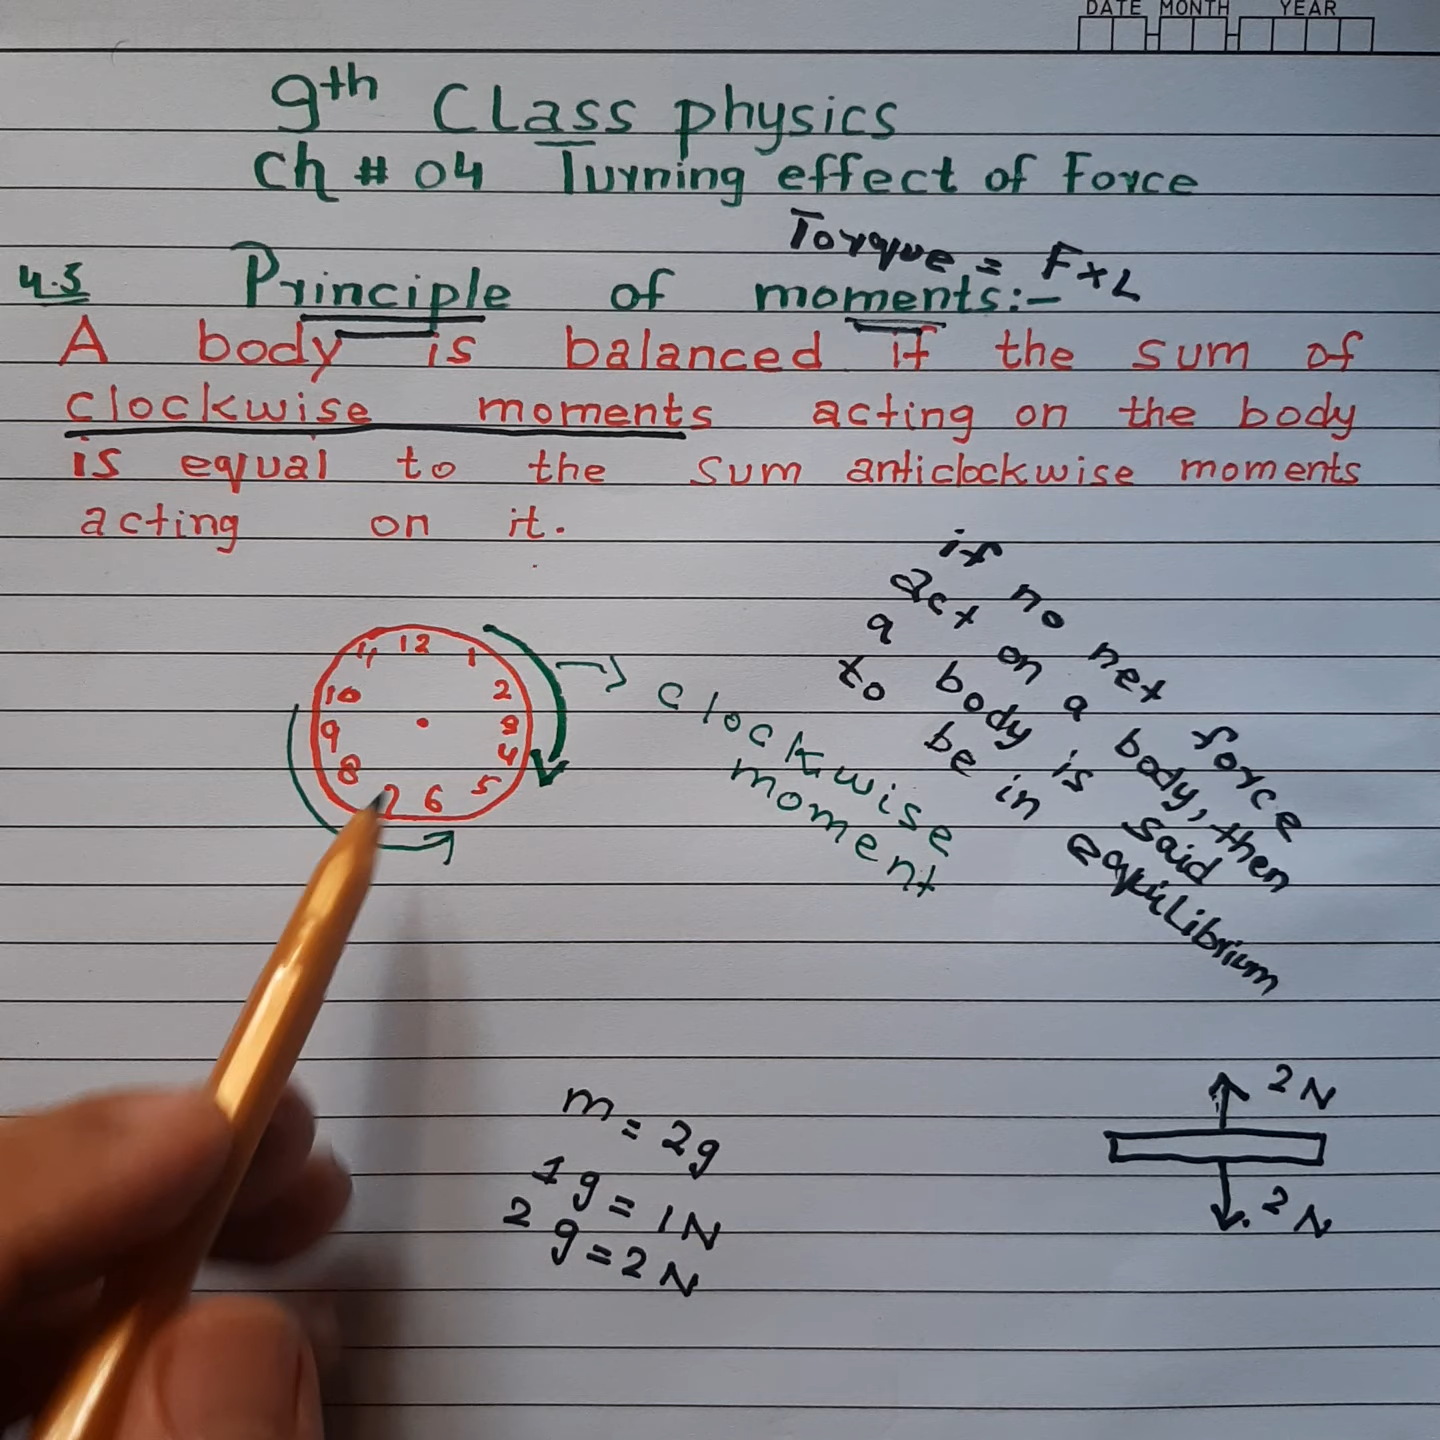 DATE MONTH YEAR
9th Class physics
Ch # 04 Turning effect of Force
Torque = F×L
4.5 Principle of moments:-
A body is balanced if the sum of
clockwise moments acting on the body
is equal to the sum anticlockwise moments
acting on it.
if no net force
act on a body, then
a body is said
to be in equilibrium
11 12 1
10 2
9 3
8 4
7 6 5
clockwise
moment
m = 2g
1g = 1N
2g = 2N
2N
2N